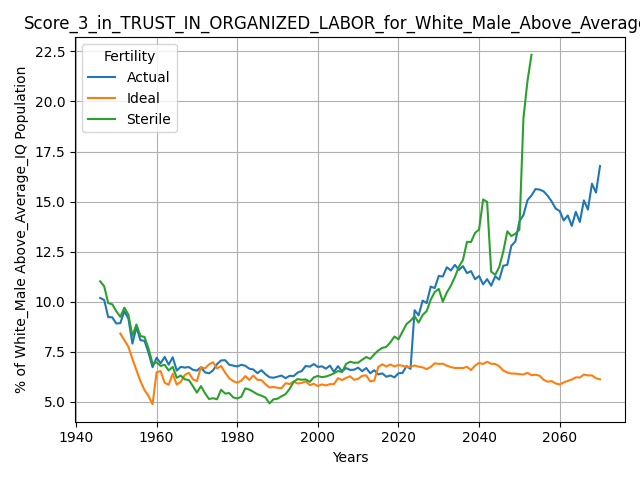 Score_3_in_TRUST_IN_ORGANIZED_LABOR_for_White_Male_Above_Average
Fertility
Actual
Ideal
Sterile
% of White_Male Above_Average_IQ Population
22.5
20.0
17.5
15.0
12.5
10.0
7.5
5.0
1940 1960 1980 2000 2020 2040 2060
Years